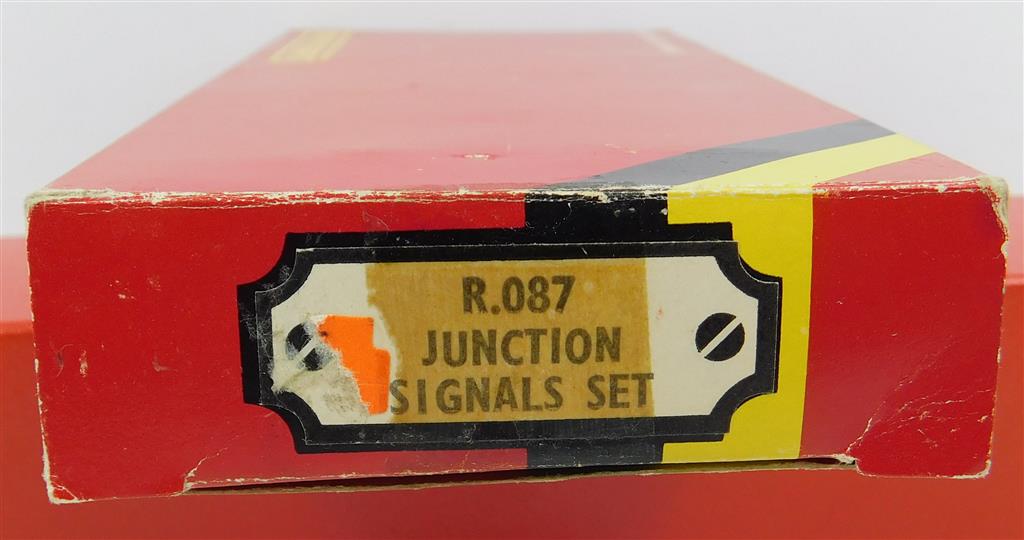 R.087
JUNCTION
SIGNALS SET